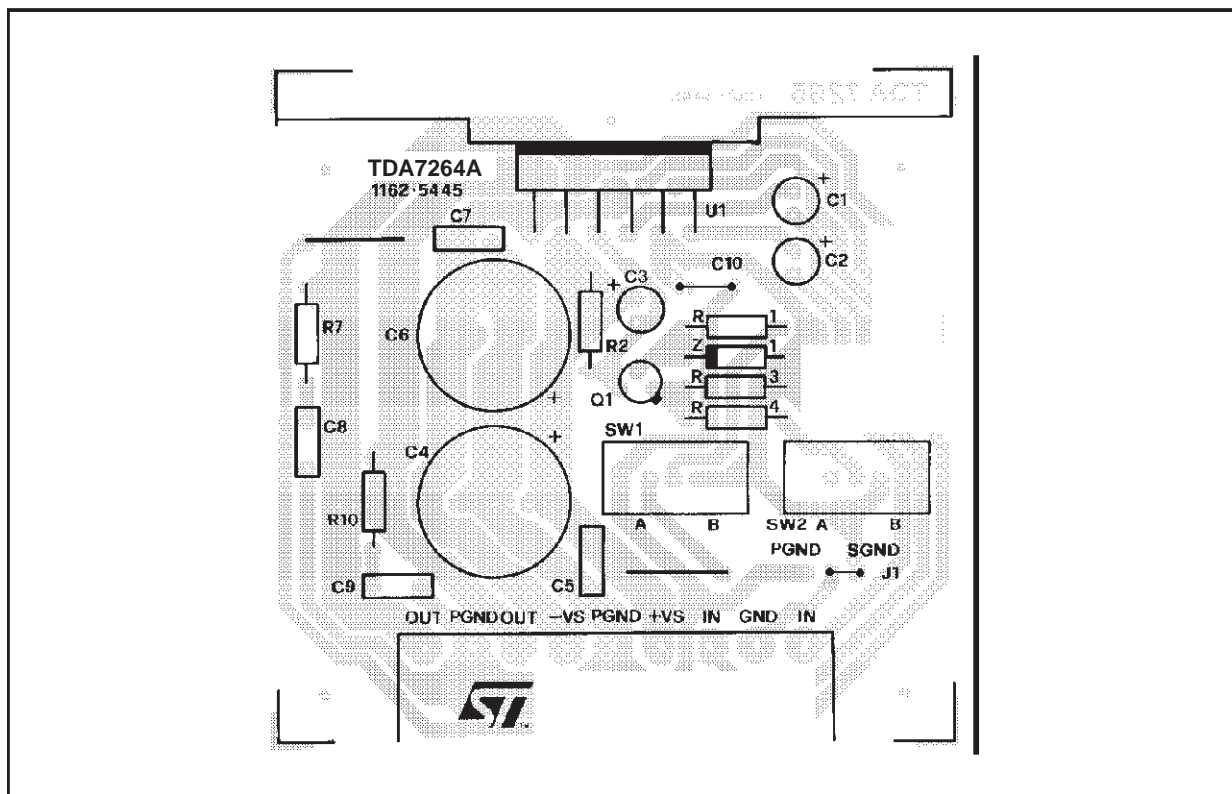 TDA7264A
1162·5445
C7
U1
C1
C2
C3
C10
R7
C6
R2
R 1
Z 1
R 3
R 4
Q1
C8
C4
SW1
A B
SW2 A B
R10
PGND SGND
J1
C9
C5
OUT PGND OUT -VS PGND +VS IN GND IN
ST